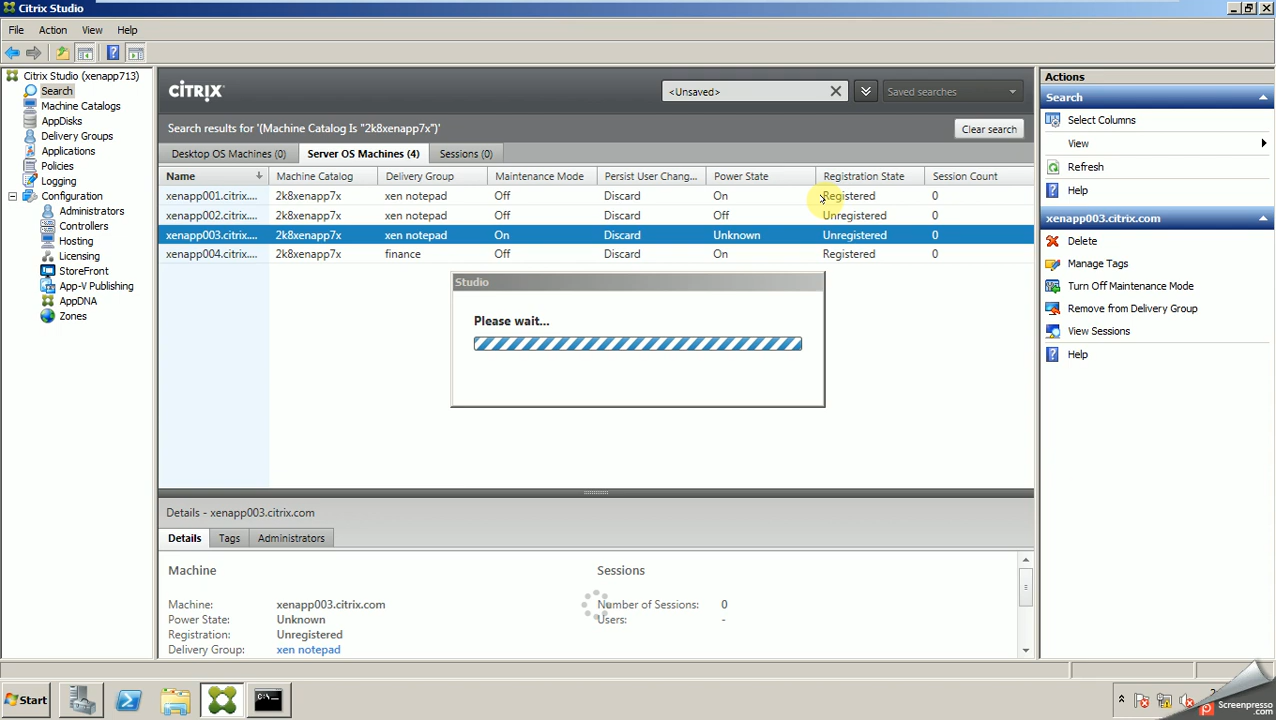 Citrix Studio
File Action View Help
Citrix Studio (xenapp713)
Search
Machine Catalogs
AppDisks
Delivery Groups
Applications
Policies
Logging
Configuration
Administrators
Controllers
Hosting
Licensing
StoreFront
App-V Publishing
AppDNA
Zones
CİTRIX
<Unsaved>
Saved searches
Search results for '(Machine Catalog Is "2k8xenapp7x")'
Clear search
Desktop OS Machines (0) Server OS Machines (4) Sessions (0)
Name Machine Catalog Delivery Group Maintenance Mode Persist User Chang... Power State Registration State Session Count
xenapp001.citrix.... 2k8xenapp7x xen notepad Off Discard On Registered 0
xenapp002.citrix.... 2k8xenapp7x xen notepad Off Discard Off Unregistered 0
xenapp003.citrix.... 2k8xenapp7x xen notepad On Discard Unknown Unregistered 0
xenapp004.citrix.... 2k8xenapp7x finance Off Discard On Registered 0
Studio
Please wait...
Details - xenapp003.citrix.com
Details Tags Administrators
Machine
Machine: xenapp003.citrix.com
Power State: Unknown
Registration: Unregistered
Delivery Group: xen notepad
Sessions
Number of Sessions: 0
Users: -
Actions
Search
Select Columns
View
Refresh
Help
xenapp003.citrix.com
Delete
Manage Tags
Turn Off Maintenance Mode
Remove from Delivery Group
View Sessions
Help
Start
Screenpresso
.com